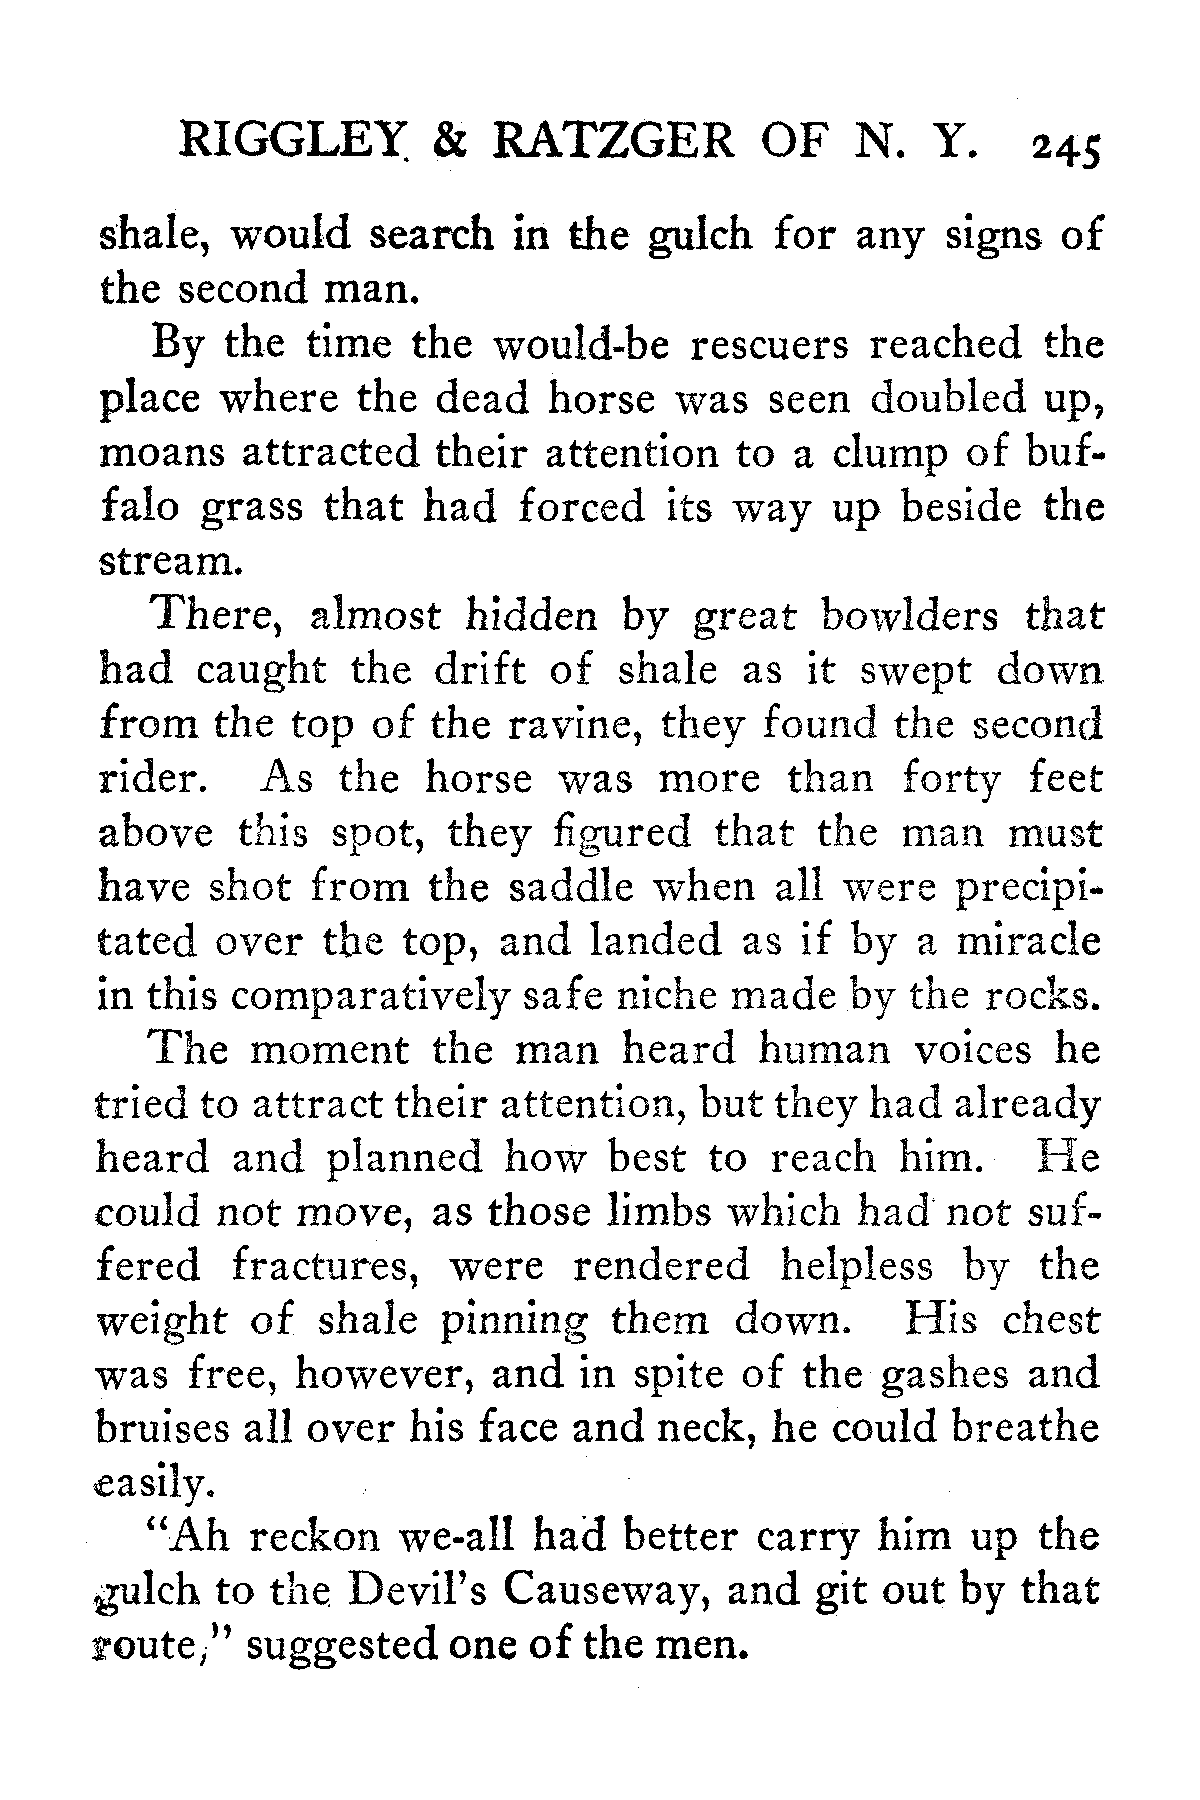 RIGGLEY & RATZGER OF N. Y. 245
shale, would search in the gulch for any signs of
the second man.
By the time the would-be rescuers reached the
place where the dead horse was seen doubled up,
moans attracted their attention to a clump of buf-
falo grass that had forced its way up beside the
stream.
There, almost hidden by great bowlders that
had caught the drift of shale as it swept down
from the top of the ravine, they found the second
rider. As the horse was more than forty feet
above this spot, they figured that the man must
have shot from the saddle when all were precipi-
tated over the top, and landed as if by a miracle
in this comparatively safe niche made by the rocks.
The moment the man heard human voices he
tried to attract their attention, but they had already
heard and planned how best to reach him. He
could not move, as those limbs which had not suf-
fered fractures, were rendered helpless by the
weight of shale pinning them down. His chest
was free, however, and in spite of the gashes and
bruises all over his face and neck, he could breathe
easily.
"Ah reckon we-all had better carry him up the
gulch to the Devil's Causeway, and git out by that
route," suggested one of the men.